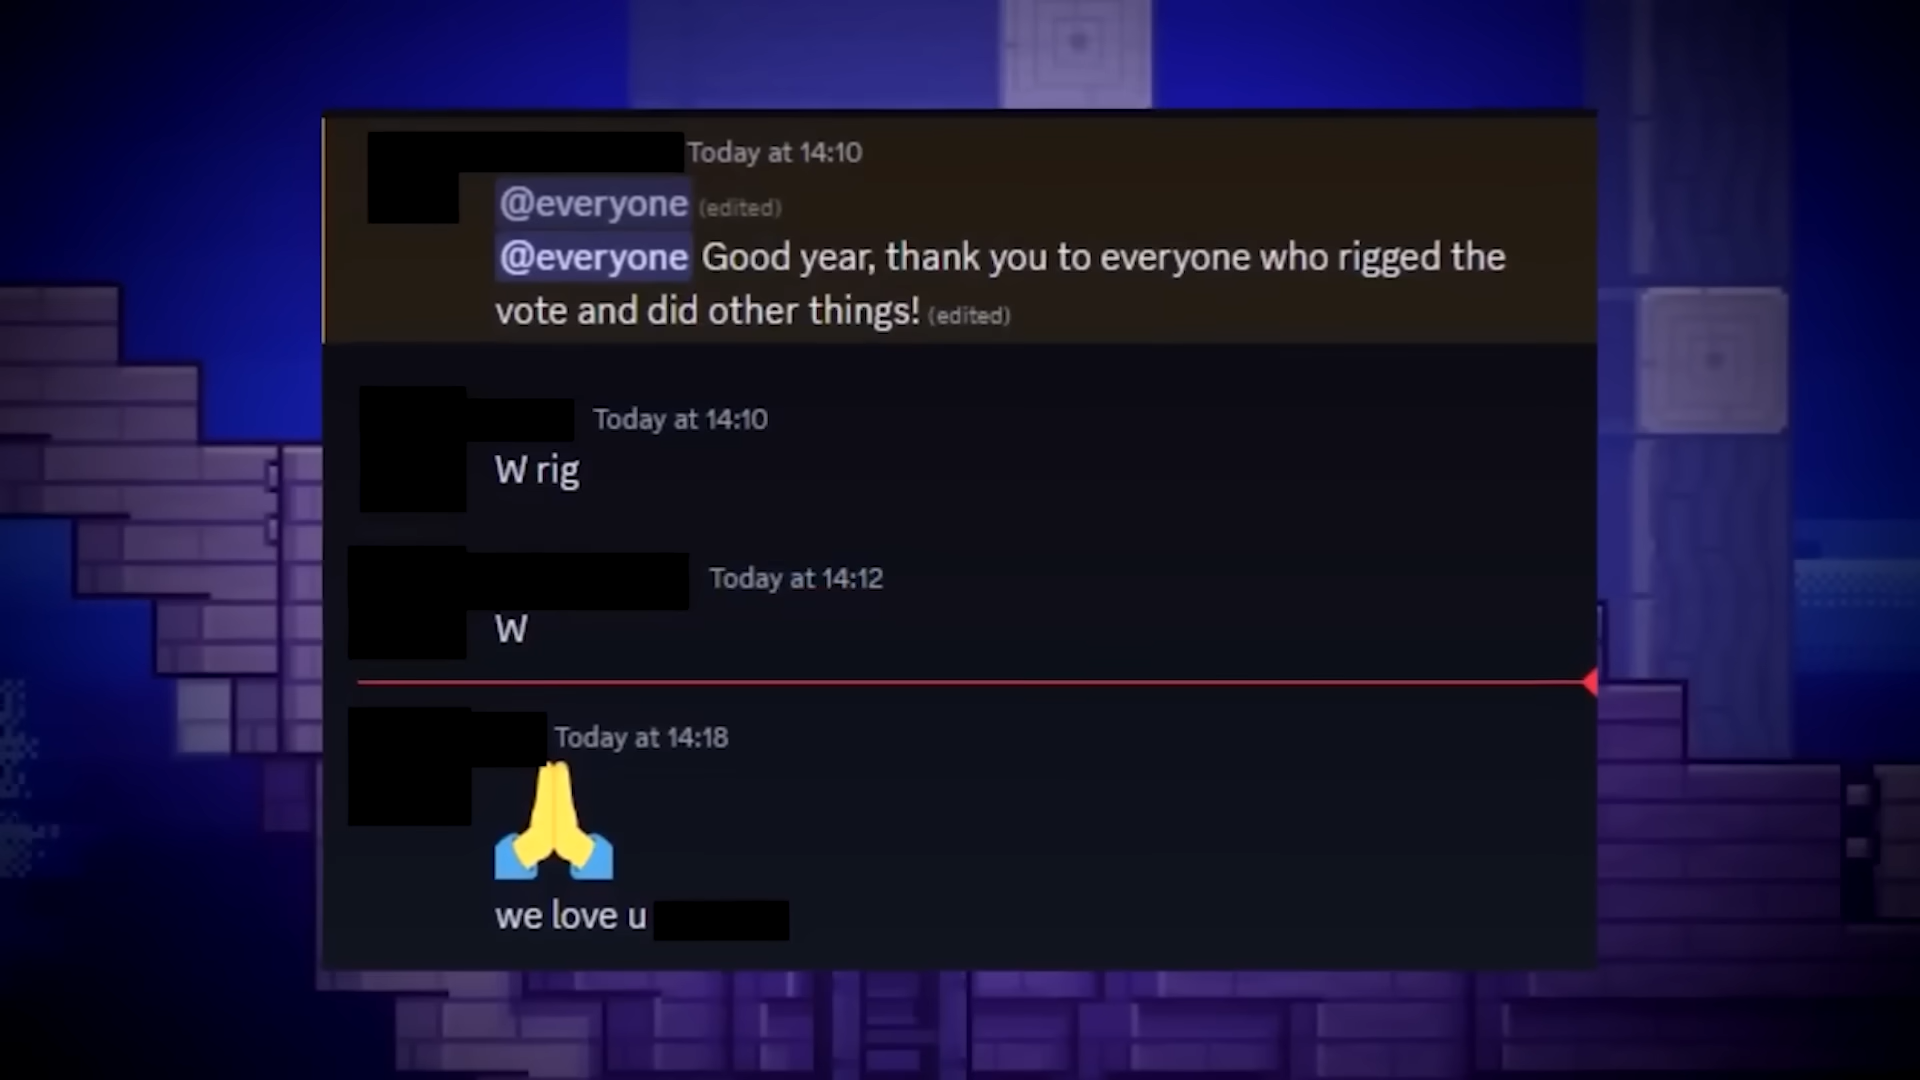 Today at 14:10
@everyone (edited)
@everyone Good year, thank you to everyone who rigged the
vote and did other things! (edited)
Today at 14:10
W rig
Today at 14:12
W
Today at 14:18
🙏
we love u